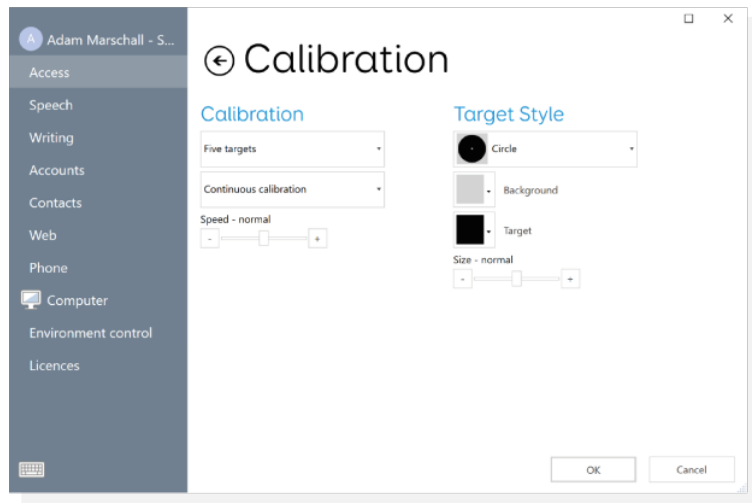 A Adam Marschall - S...
Access
Speech
Writing
Accounts
Contacts
Web
Phone
Computer
Environment control
Licences
Calibration
Calibration
Five targets
Continuous calibration
Speed - normal
- +
Target Style
Circle
Background
Target
Size - normal
- +
OK Cancel